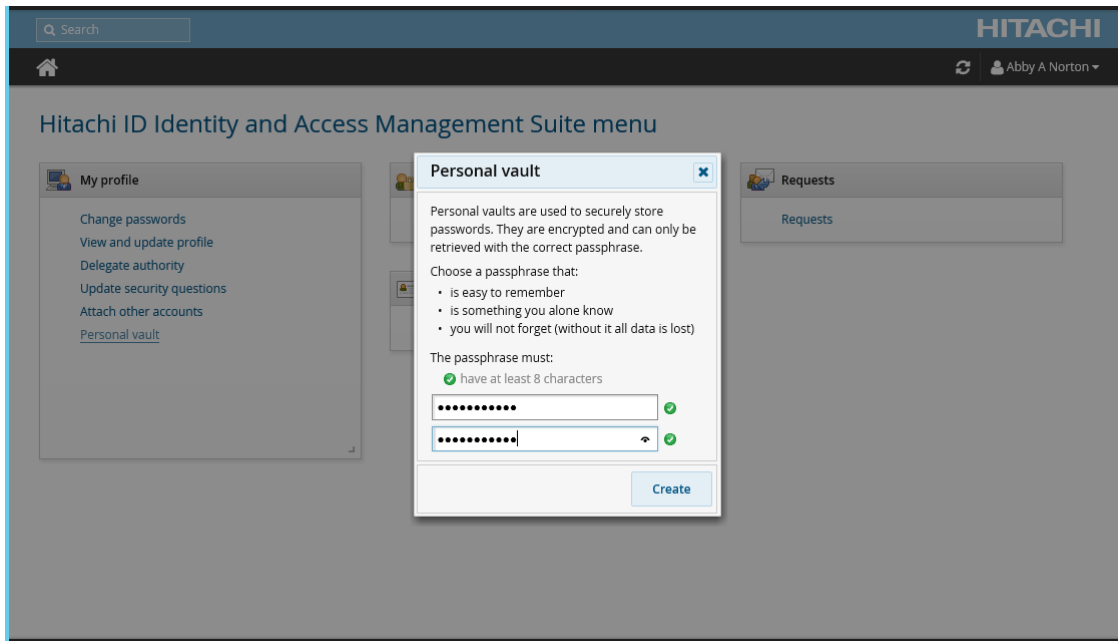 Search
HITACHI
Abby A Norton
Hitachi ID Identity and Access Management Suite menu
My profile
Change passwords
View and update profile
Delegate authority
Update security questions
Attach other accounts
Personal vault
Personal vault
Personal vaults are used to securely store
passwords. They are encrypted and can only be
retrieved with the correct passphrase.
Choose a passphrase that:
• is easy to remember
• is something you alone know
• you will not forget (without it all data is lost)
The passphrase must:
have at least 8 characters
•••••••••••
•••••••••••
Create
Requests
Requests